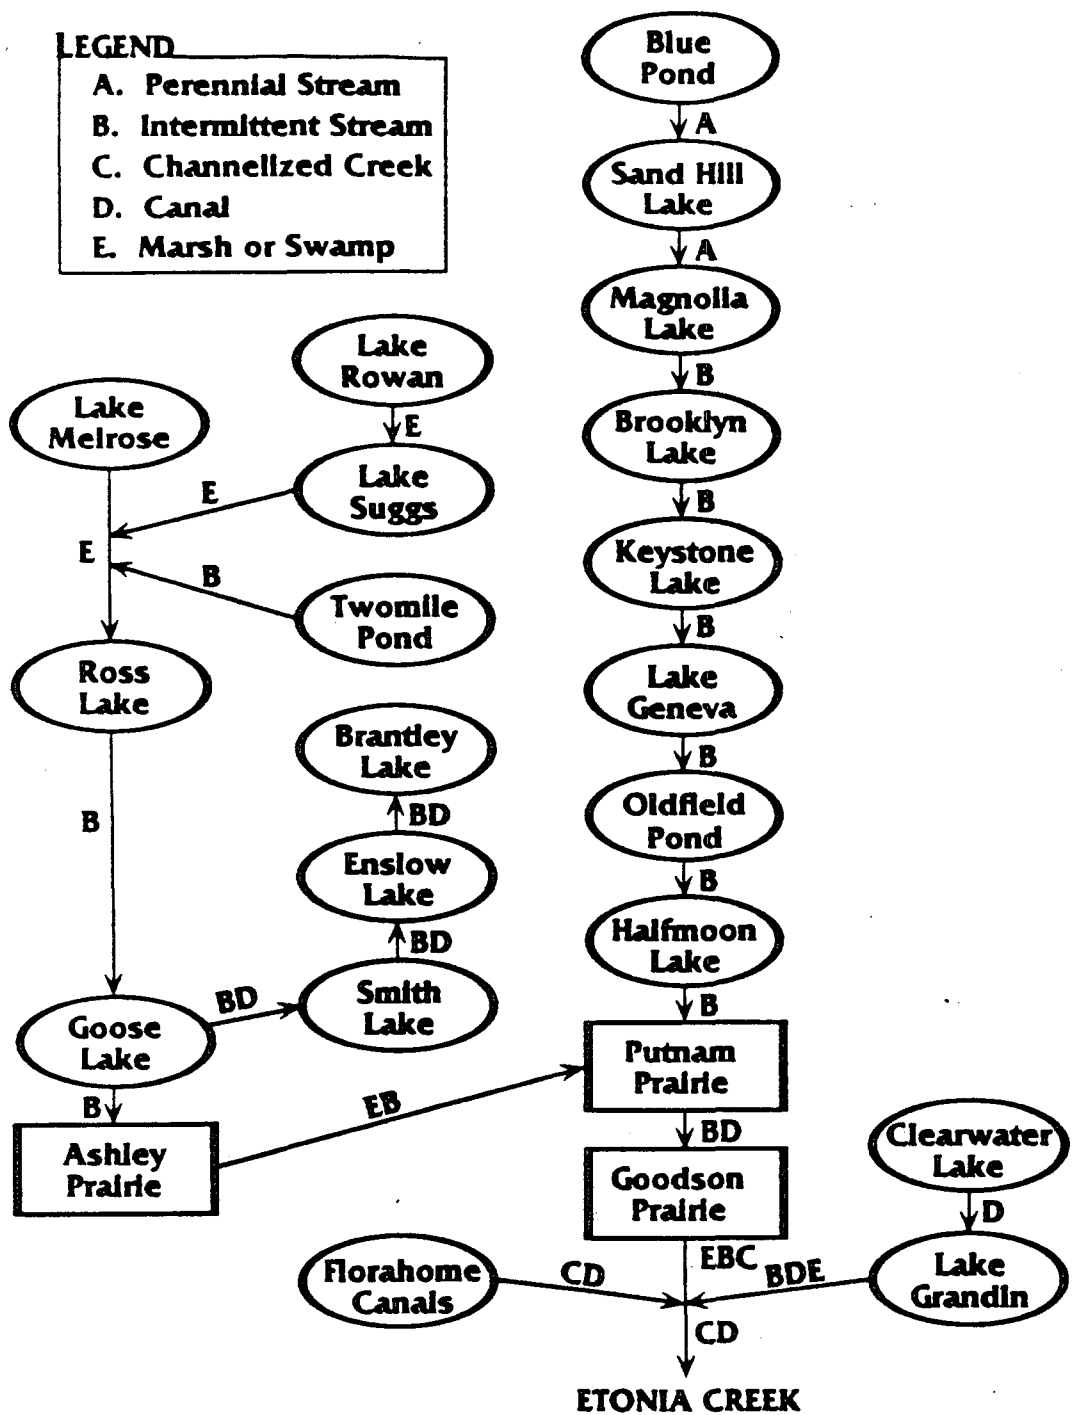 LEGEND
A. Perennial Stream
B. Intermittent Stream
C. Channelized Creek
D. Canal
E. Marsh or Swamp
Blue
Pond
A
Sand Hill
Lake
A
Magnolia
Lake
B
Brooklyn
Lake
B
Keystone
Lake
B
Lake
Geneva
B
Oldfield
Pond
B
Halfmoon
Lake
B
Putnam
Prairie
BD
Goodson
Prairie
EBC
Lake
Rowan
E
Lake
Melrose
Lake
Suggs
E
E
B
Twomile
Pond
Ross
Lake
B
Brantley
Lake
BD
Enslow
Lake
BD
Smith
Lake
BD
Goose
Lake
B
Ashley
Prairie
EB
Clearwater
Lake
D
Lake
Grandin
BDE
Florahome
Canals
CD
CD
ETONIA CREEK